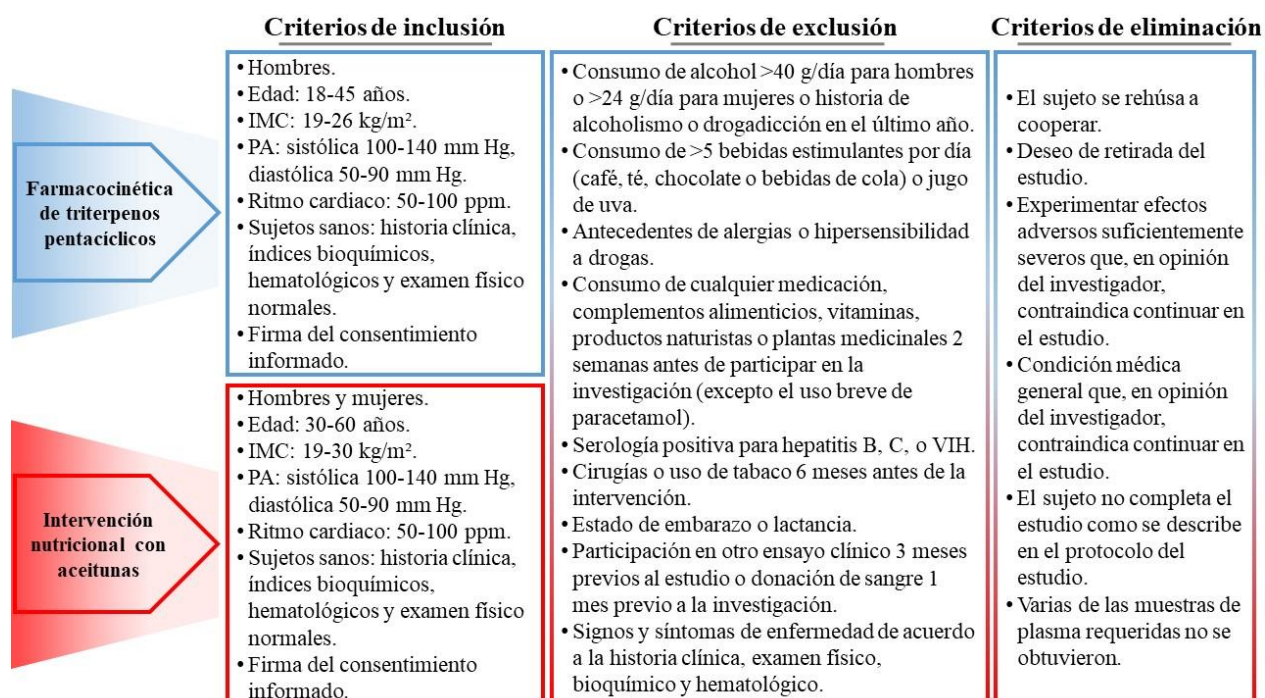 Criterios de inclusión
Criterios de exclusión
Criterios de eliminación
Farmacocinética
de triterpenos
pentacíclicos
• Hombres.
• Edad: 18-45 años.
• IMC: 19-26 kg/m².
• PA: sistólica 100-140 mm Hg,
diastólica 50-90 mm Hg.
• Ritmo cardiaco: 50-100 ppm.
• Sujetos sanos: historia clínica,
índices bioquímicos,
hematológicos y examen físico
normales.
• Firma del consentimiento
informado.
Intervención
nutricional con
aceitunas
• Hombres y mujeres.
• Edad: 30-60 años.
• IMC: 19-30 kg/m².
• PA: sistólica 100-140 mm Hg,
diastólica 50-90 mm Hg.
• Ritmo cardiaco: 50-100 ppm.
• Sujetos sanos: historia clínica,
índices bioquímicos,
hematológicos y examen físico
normales.
• Firma del consentimiento
informado.
• Consumo de alcohol >40 g/día para hombres
o >24 g/día para mujeres o historia de
alcoholismo o drogadicción en el último año.
• Consumo de >5 bebidas estimulantes por día
(café, té, chocolate o bebidas de cola) o jugo
de uva.
• Antecedentes de alergias o hipersensibilidad
a drogas.
• Consumo de cualquier medicación,
complementos alimenticios, vitaminas,
productos naturistas o plantas medicinales 2
semanas antes de participar en la
investigación (excepto el uso breve de
paracetamol).
• Serología positiva para hepatitis B, C, o VIH.
• Cirugías o uso de tabaco 6 meses antes de la
intervención.
• Estado de embarazo o lactancia.
• Participación en otro ensayo clínico 3 meses
previos al estudio o donación de sangre 1
mes previo a la investigación.
• Signos y síntomas de enfermedad de acuerdo
a la historia clínica, examen físico,
bioquímico y hematológico.
• El sujeto se rehúsa a
cooperar.
• Deseo de retirada del
estudio.
• Experimentar efectos
adversos suficientemente
severos que, en opinión
del investigador,
contraindica continuar en
el estudio.
• Condición médica
general que, en opinión
del investigador,
contraindica continuar en
el estudio.
• El sujeto no completa el
estudio como se describe
en el protocolo del
estudio.
• Varias de las muestras de
plasma requeridas no se
obtuvieron.